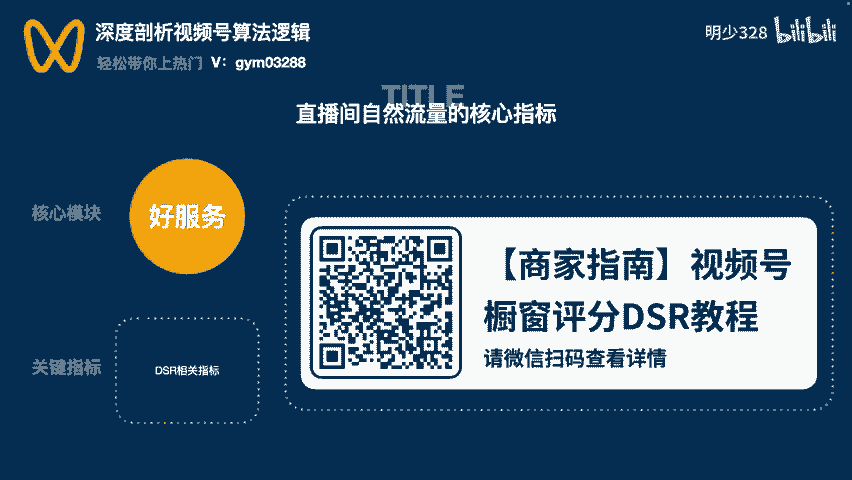 深度剖析视频号算法逻辑
轻松带你上热门 V：gym03288
明少328 bilibili
TITLE
直播间自然流量的核心指标
核心模块
好服务
【商家指南】视频号
橱窗评分DSR教程
请微信扫码查看详情
关键指标
DSR相关指标